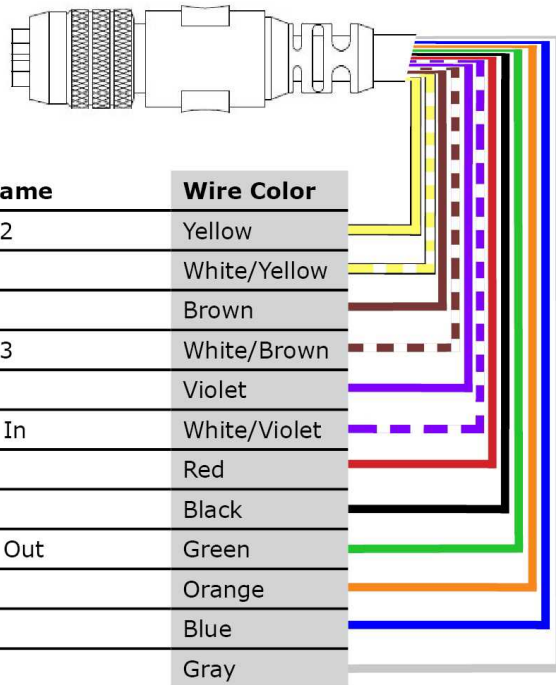 ame Wire Color
2 Yellow
White/Yellow
Brown
3 White/Brown
Violet
In White/Violet
Red
Black
Out Green
Orange
Blue
Gray